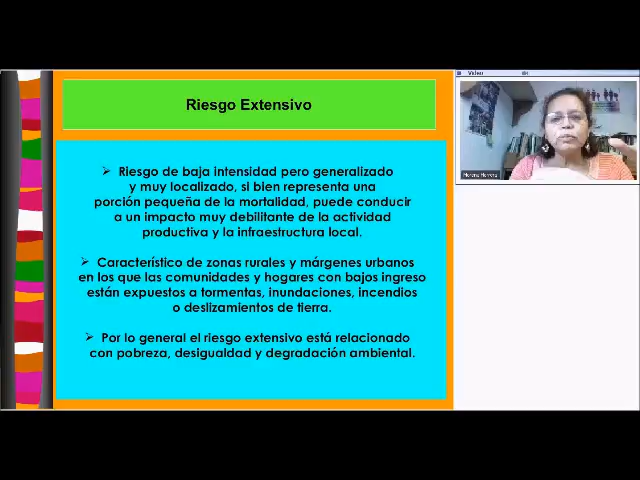 Riesgo Extensivo
Video
➢ Riesgo de baja intensidad pero generalizado
y muy localizado, si bien representa una
porción pequeña de la mortalidad, puede conducir
a un impacto muy debilitante de la actividad
productiva y la infraestructura local.
➢ Característico de zonas rurales y márgenes urbanos
en los que las comunidades y hogares con bajos ingreso
están expuestos a tormentas, inundaciones, incendios
o deslizamientos de tierra.
➢ Por lo general el riesgo extensivo está relacionado
con pobreza, desigualdad y degradación ambiental.
Morena Herrera